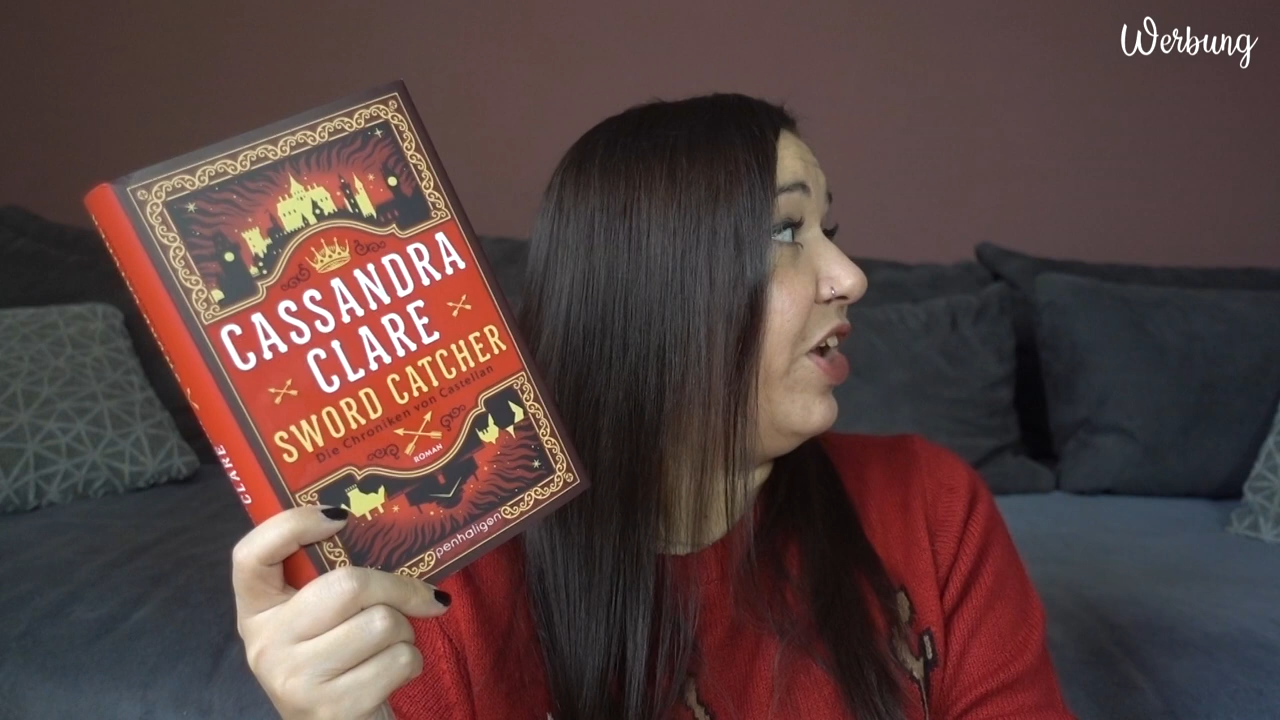 Werbung
CASSANDRA
CLARE
SWORD CATCHER
Die Chroniken von Castellan
ROMAN
penhaligon
CLARE